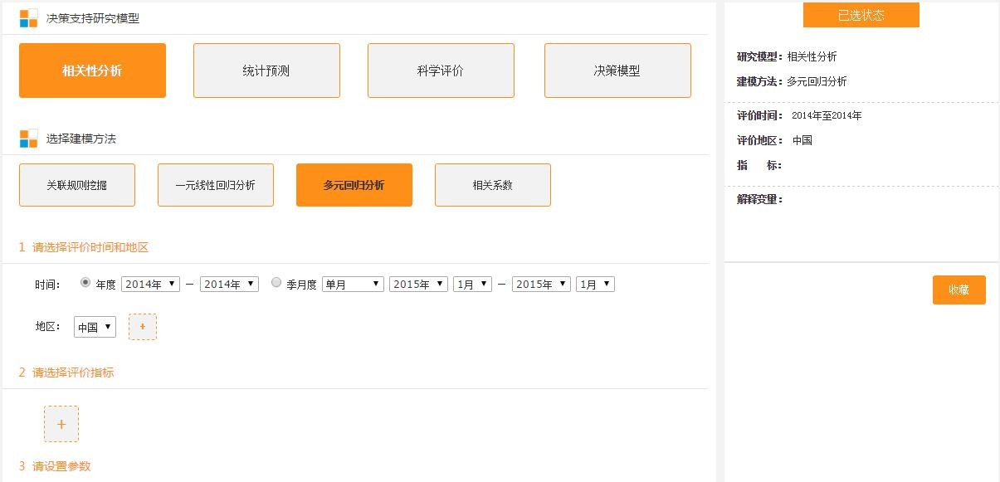 决策支持研究模型
相关性分析 统计预测 科学评价 决策模型
选择建模方法
关联规则挖掘 一元线性回归分析 多元回归分析 相关系数
1 请选择评价时间和地区
时间： 年度 2014年 — 2014年 季月度 单月 2015年 1月 — 2015年 1月
地区： 中国 +
2 请选择评价指标
+
3 请设置参数
已选状态
研究模型：相关性分析
建模方法：多元回归分析
评价时间： 2014年至2014年
评价地区： 中国
指 标：
解释变量：
收藏